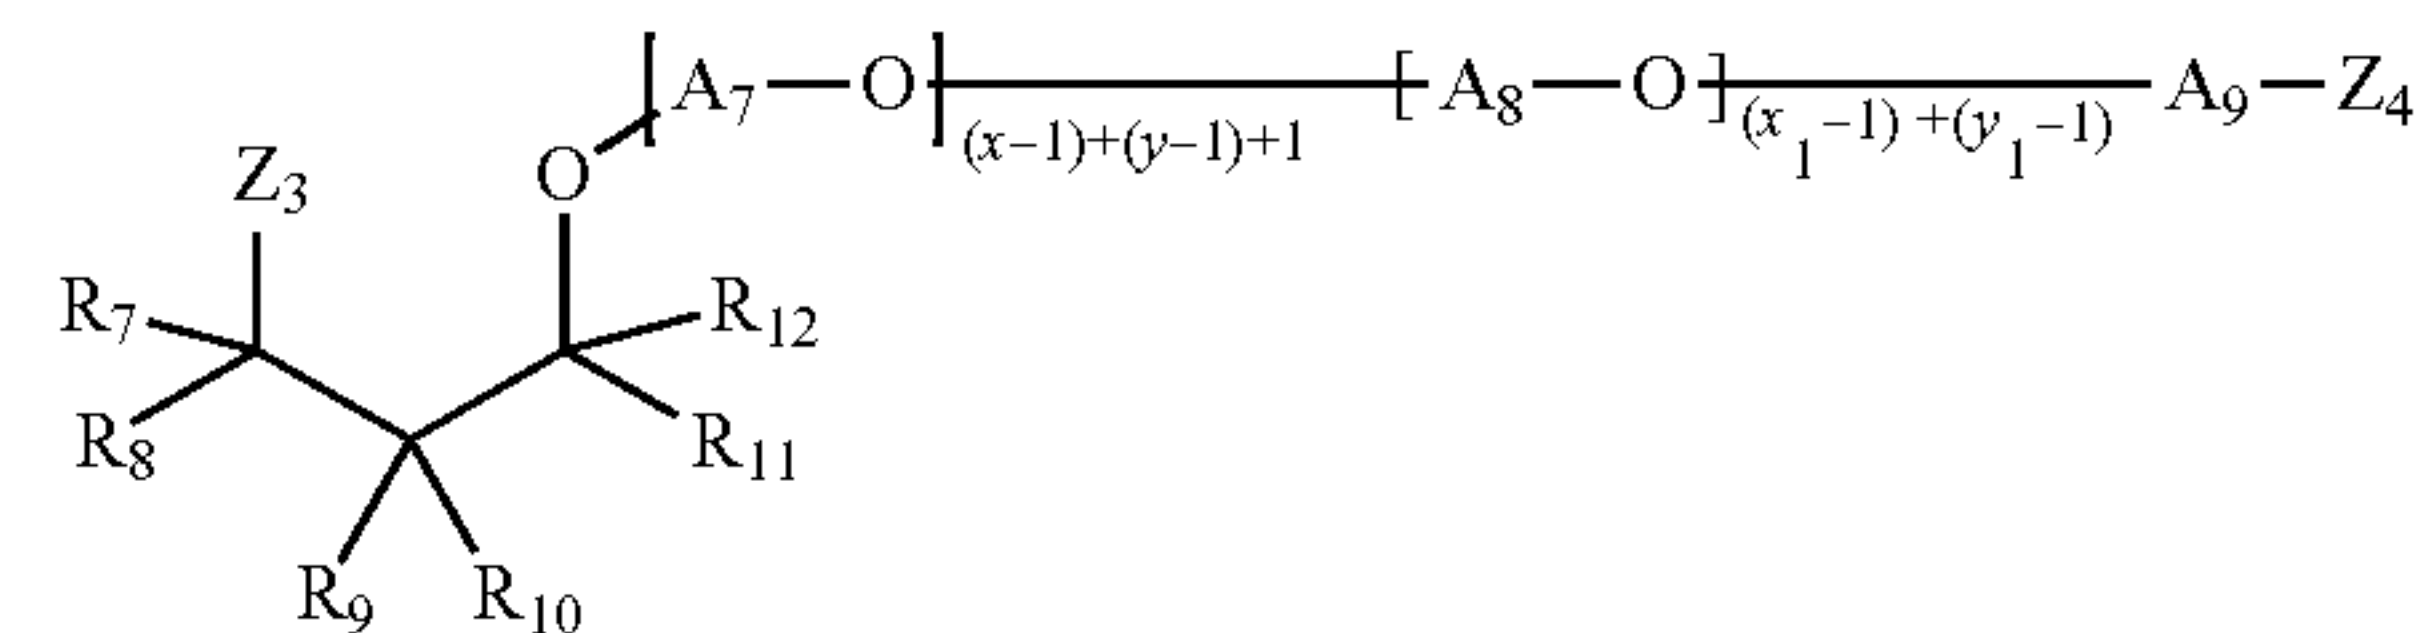 [A7—O](x−1)+(y−1)+1[A8—O](x1−1) +(y1−1)A9—Z4
Z3 O
R7 R12
R8 R11
R9 R10